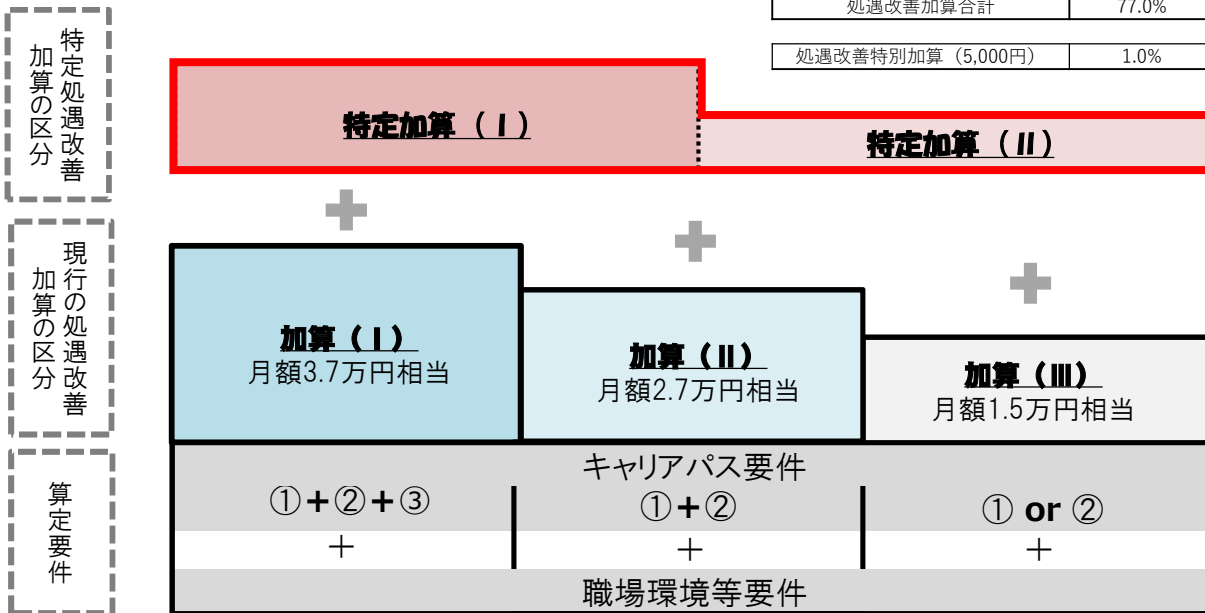 処遇改善加算合計 77.0%
処遇改善特別加算（5,000円） 1.0%
特定処遇改善
加算の区分
特定加算（Ⅰ）
特定加算（Ⅱ）
現行の処遇改善
加算の区分
加算（Ⅰ）
月額3.7万円相当
加算（Ⅱ）
月額2.7万円相当
加算（Ⅲ）
月額1.5万円相当
算定要件
キャリアパス要件
①+②+③
①+②
① or ②
＋ ＋ ＋
職場環境等要件